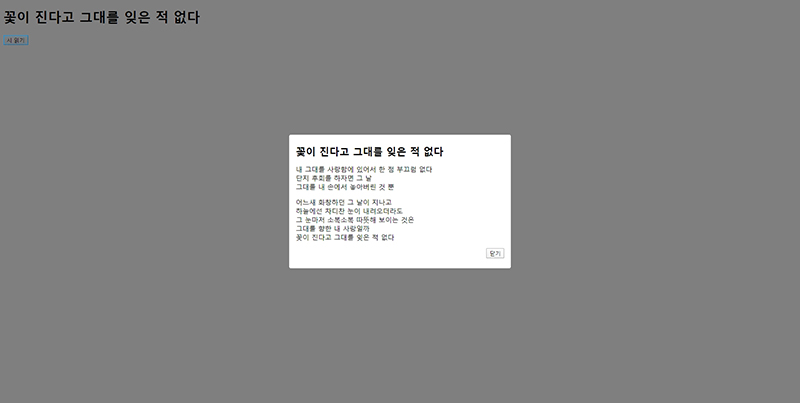 꽃이 진다고 그대를 잊은 적 없다
시 읽기
꽃이 진다고 그대를 잊은 적 없다
내 그대를 사랑함에 있어서 한 점 부끄럼 없다
단지 후회를 하자면 그 날
그대를 내 손에서 놓아버린 것 뿐
어느새 화창하던 그 날이 지나고
하늘에선 차디찬 눈이 내려오더라도
그 눈마저 소복소복 따뜻해 보이는 것은
그대를 향한 내 사랑일까
꽃이 진다고 그대를 잊은 적 없다
닫기